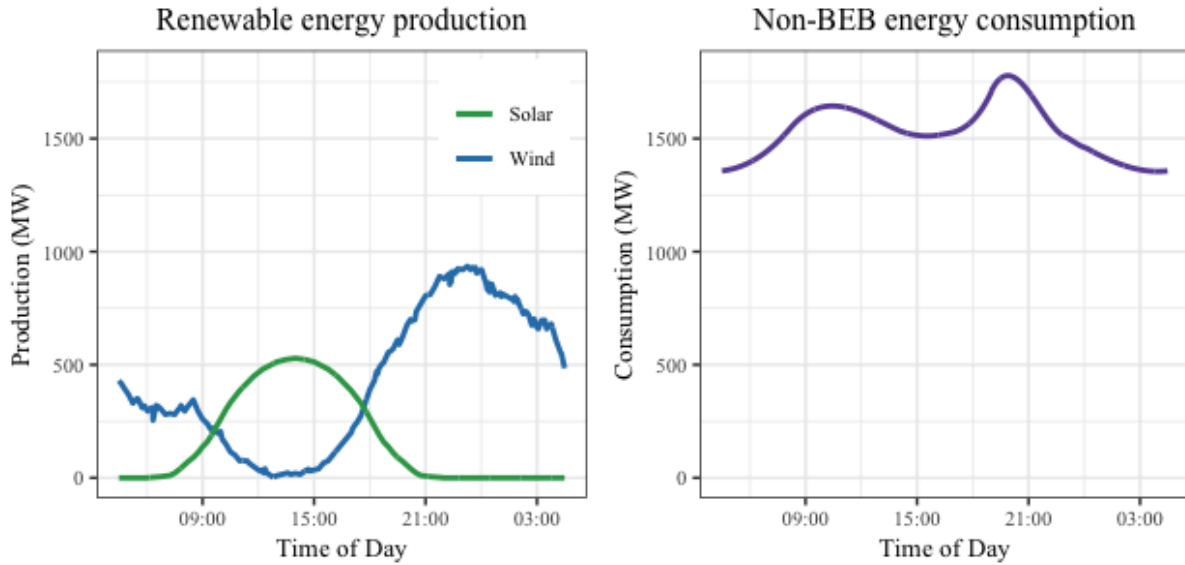 Renewable energy production
Production (MW)
1500
1000
500
0
Solar
Wind
09:00 15:00 21:00 03:00
Time of Day
Non-BEB energy consumption
Consumption (MW)
1500
1000
500
0
09:00 15:00 21:00 03:00
Time of Day